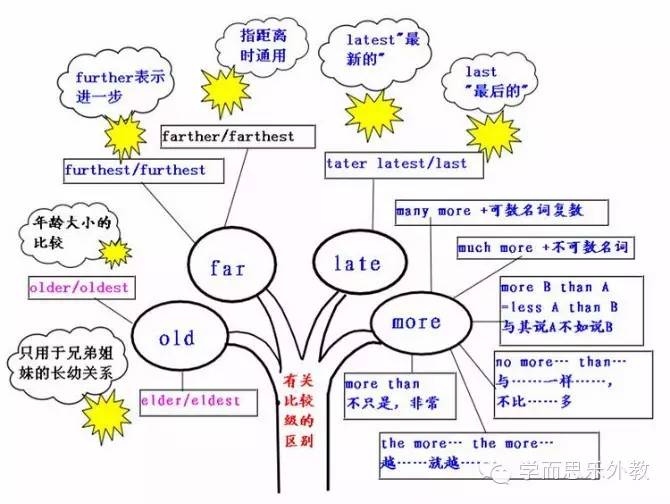 further表示
进一步
指距离
时通用
latest"最
新的"
last
"最后的"
furthest/furthest
farther/farthest
tater latest/last
年龄大小的
比较
older/oldest
只用于兄弟姐
妹的长幼关系
elder/eldest
old
far
late
more
many more +可数名词复数
much more +不可数名词
more B than A
=less A than B
与其说A不如说B
no more… than…
与……一样……,
不比……多
more than
不只是, 非常
the more… the more…
越……就越……
有关
比较
级的
区别
学而思乐外教